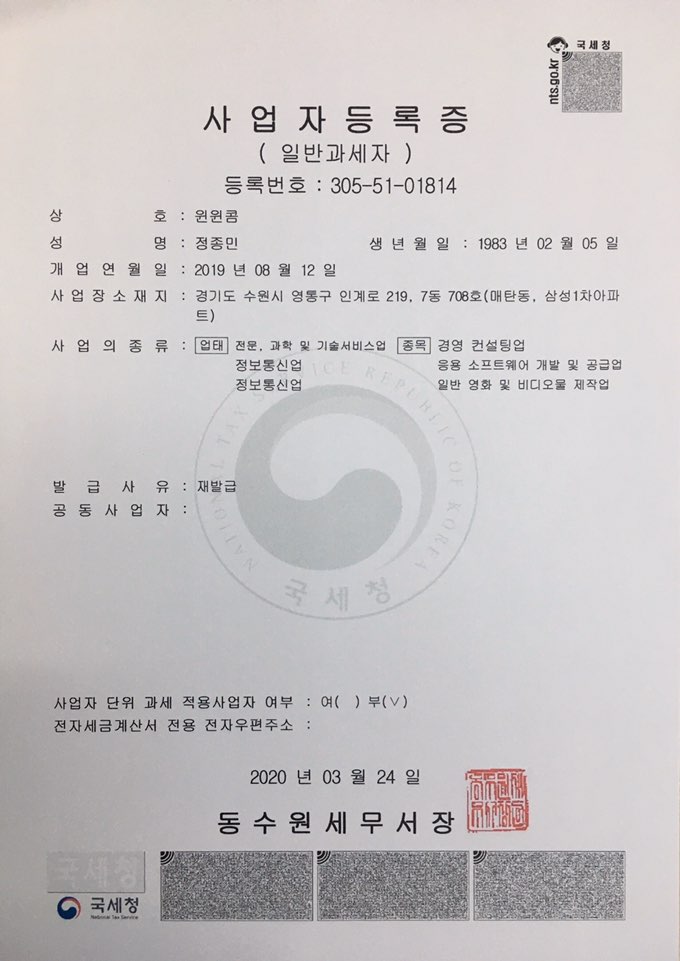 국세청
nts.go.kr
사업자등록증
( 일반과세자 )
등록번호 : 305-51-01814
상 호 : 윈윈콤
성 명 : 정종민 생년월일 : 1983 년 02 월 05 일
개업연월일 : 2019 년 08 월 12 일
사업장소재지 : 경기도 수원시 영통구 인계로 219, 7동 708호(매탄동, 삼성1차아파
트)
사업의종류 : 업태 전문, 과학 및 기술서비스업 종목 경영 컨설팅업
정보통신업 응용 소프트웨어 개발 및 공급업
정보통신업 일반 영화 및 비디오물 제작업
NATIONAL TAX SERVICE REPUBLIC OF KOREA
국세청
발급사유 : 재발급
공동사업자 :
사업자 단위 과세 적용사업자 여부 : 여( ) 부(∨)
전자세금계산서 전용 전자우편주소 :
2020 년 03 월 24 일
동수원세무서장
국세청
국세청
National Tax Service